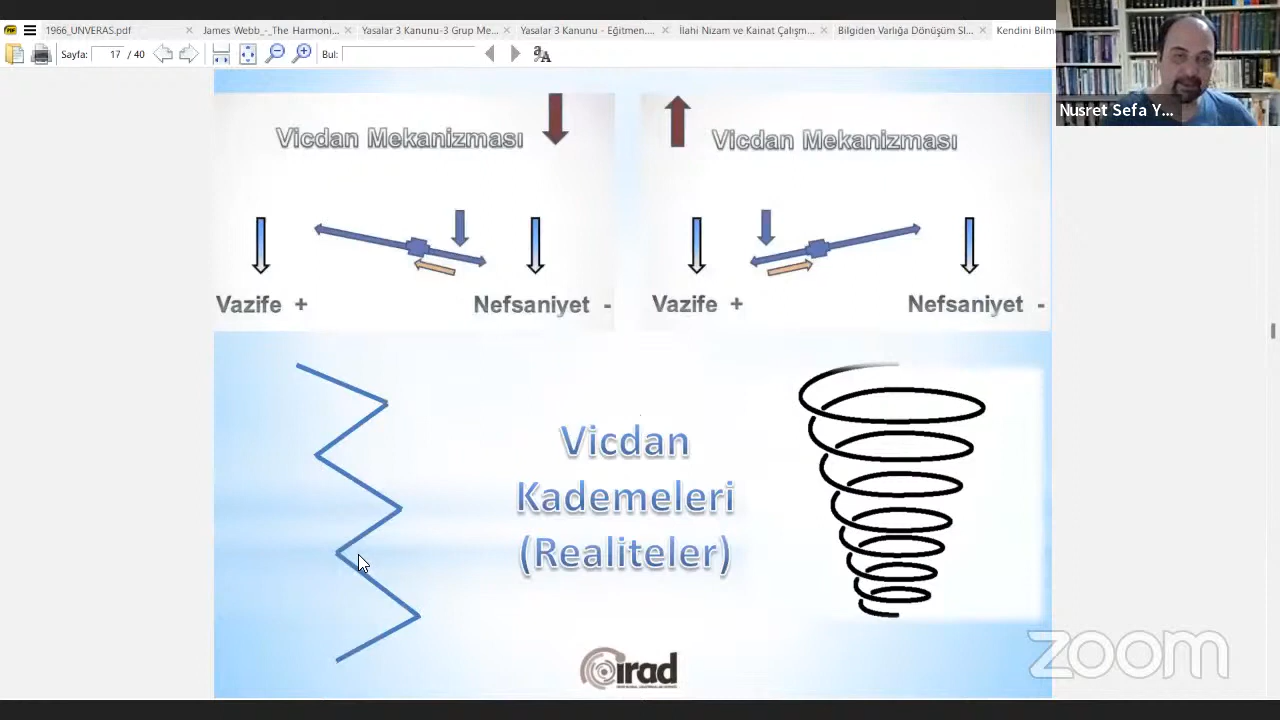 1966_UNVERAS.pdf
James Webb_-_The Harmoni...
Yasalar 3 Kanunu-3 Grup Me...
Yasalar 3 Kanunu - Eğitmen....
İlahi Nizam ve Kainat Çalışm...
Bilgiden Varlığa Dönüşüm Sl...
Kendini Bilm
Sayfa: 17 / 40
Bul:
Nusret Sefa Y...
Vicdan Mekanizması
Vicdan Mekanizması
Vazife +
Nefsaniyet -
Vazife +
Nefsaniyet -
Vicdan
Kademeleri
(Realiteler)
irad
zoom